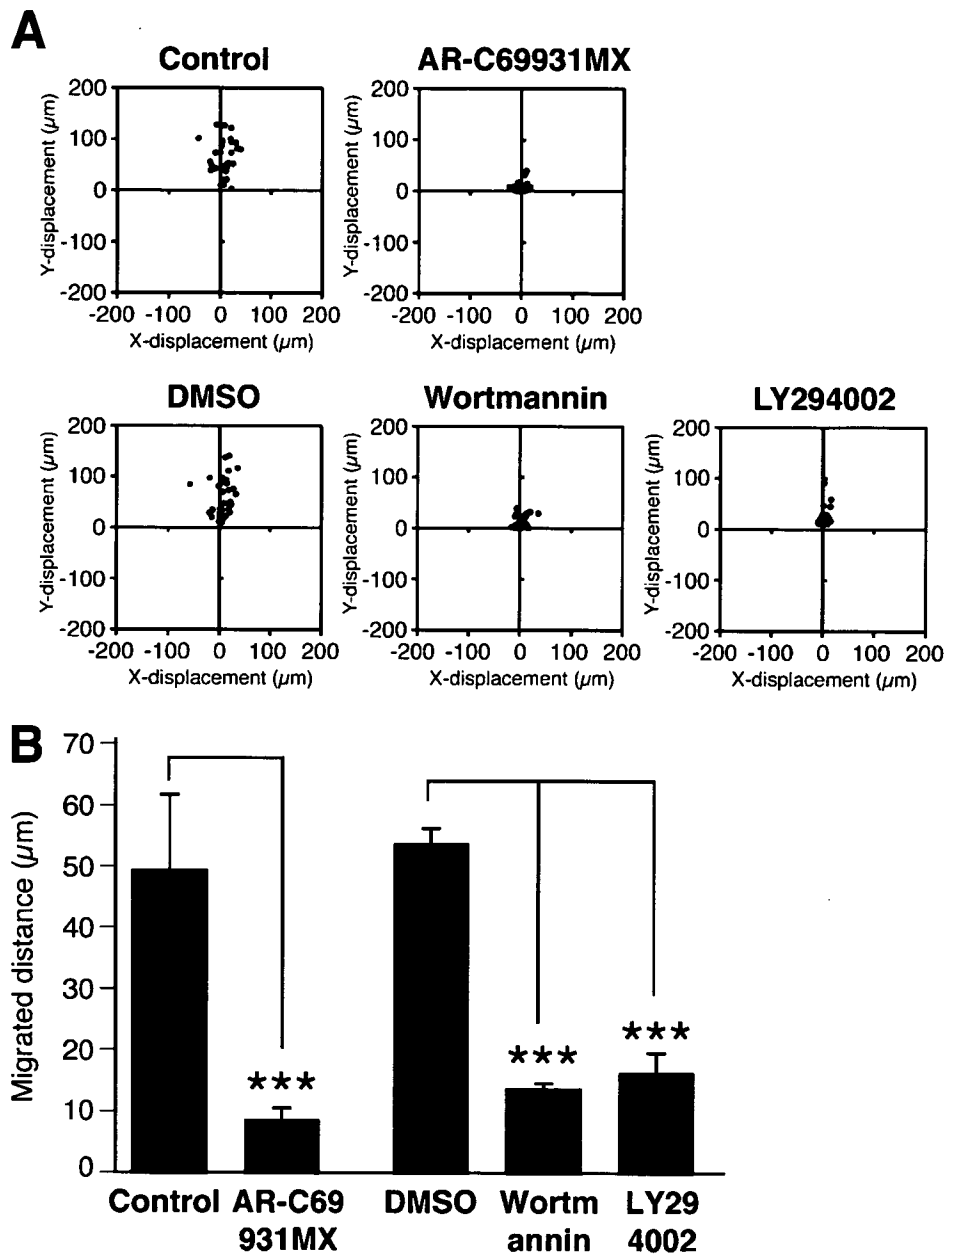 A
Control
AR-C69931MX
200
100
0
-100
-200
Y-displacement (µm)
-200 -100 0 100 200
X-displacement (µm)
200
100
0
-100
-200
Y-displacement (µm)
-200 -100 0 100 200
X-displacement (µm)
DMSO
Wortmannin
LY294002
200
100
0
-100
-200
Y-displacement (µm)
-200 -100 0 100 200
X-displacement (µm)
200
100
0
-100
-200
Y-displacement (µm)
-200 -100 0 100 200
X-displacement (µm)
200
100
0
-100
-200
Y-displacement (µm)
-200 -100 0 100 200
X-displacement (µm)
B
70
60
50
40
30
20
10
0
Migrated distance (µm)
***
***
***
Control
AR-C69
931MX
DMSO
Wortm
annin
LY29
4002